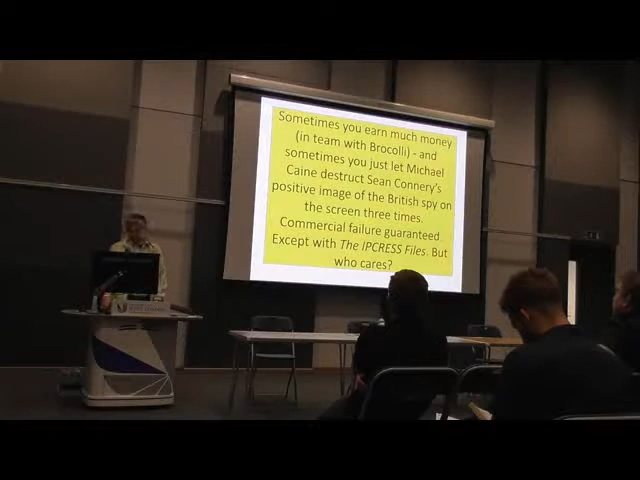 Sometimes you earn much money
(in team with Brocolli) - and
sometimes you just let Michael
Caine destruct Sean Connery's
positive image of the British spy on
the screen three times.
Commercial failure guaranteed.
Except with The IPCRESS Files. But
who cares?